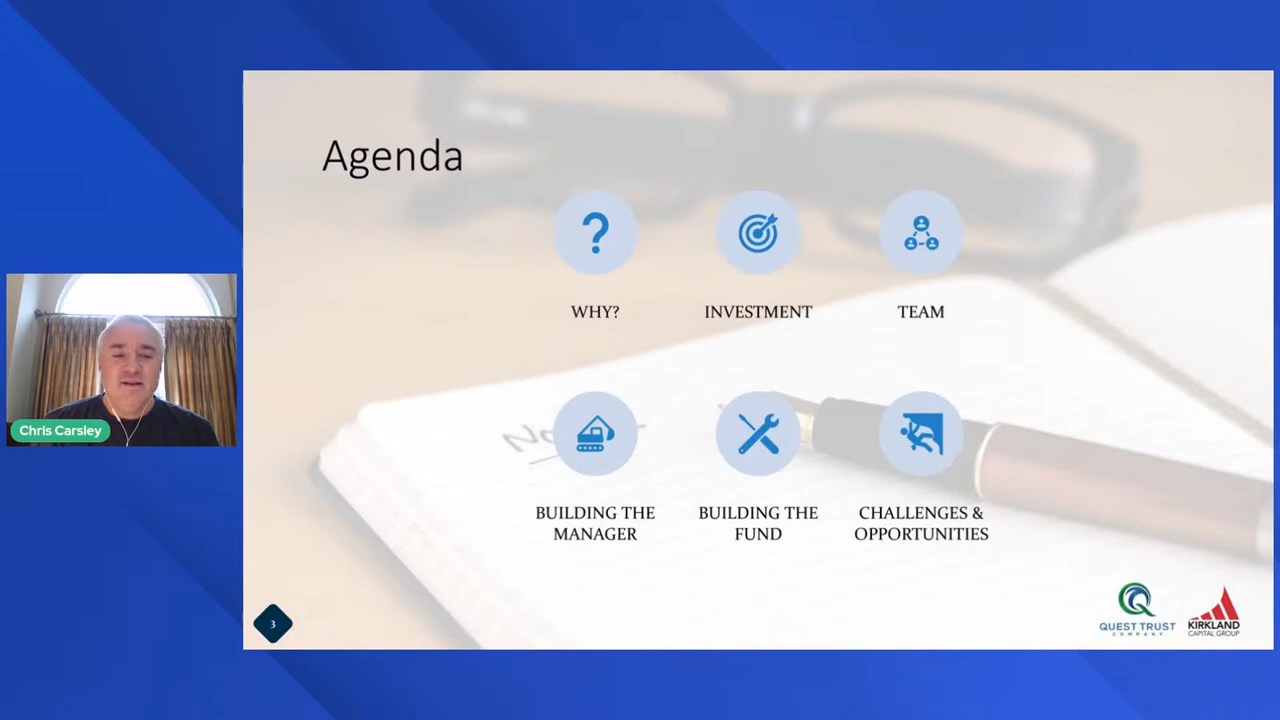 Agenda
WHY?
INVESTMENT
TEAM
BUILDING THE
MANAGER
BUILDING THE
FUND
CHALLENGES &
OPPORTUNITIES
Chris Carsley
3
QUEST TRUST
COMPANY
KIRKLAND
CAPITAL GROUP